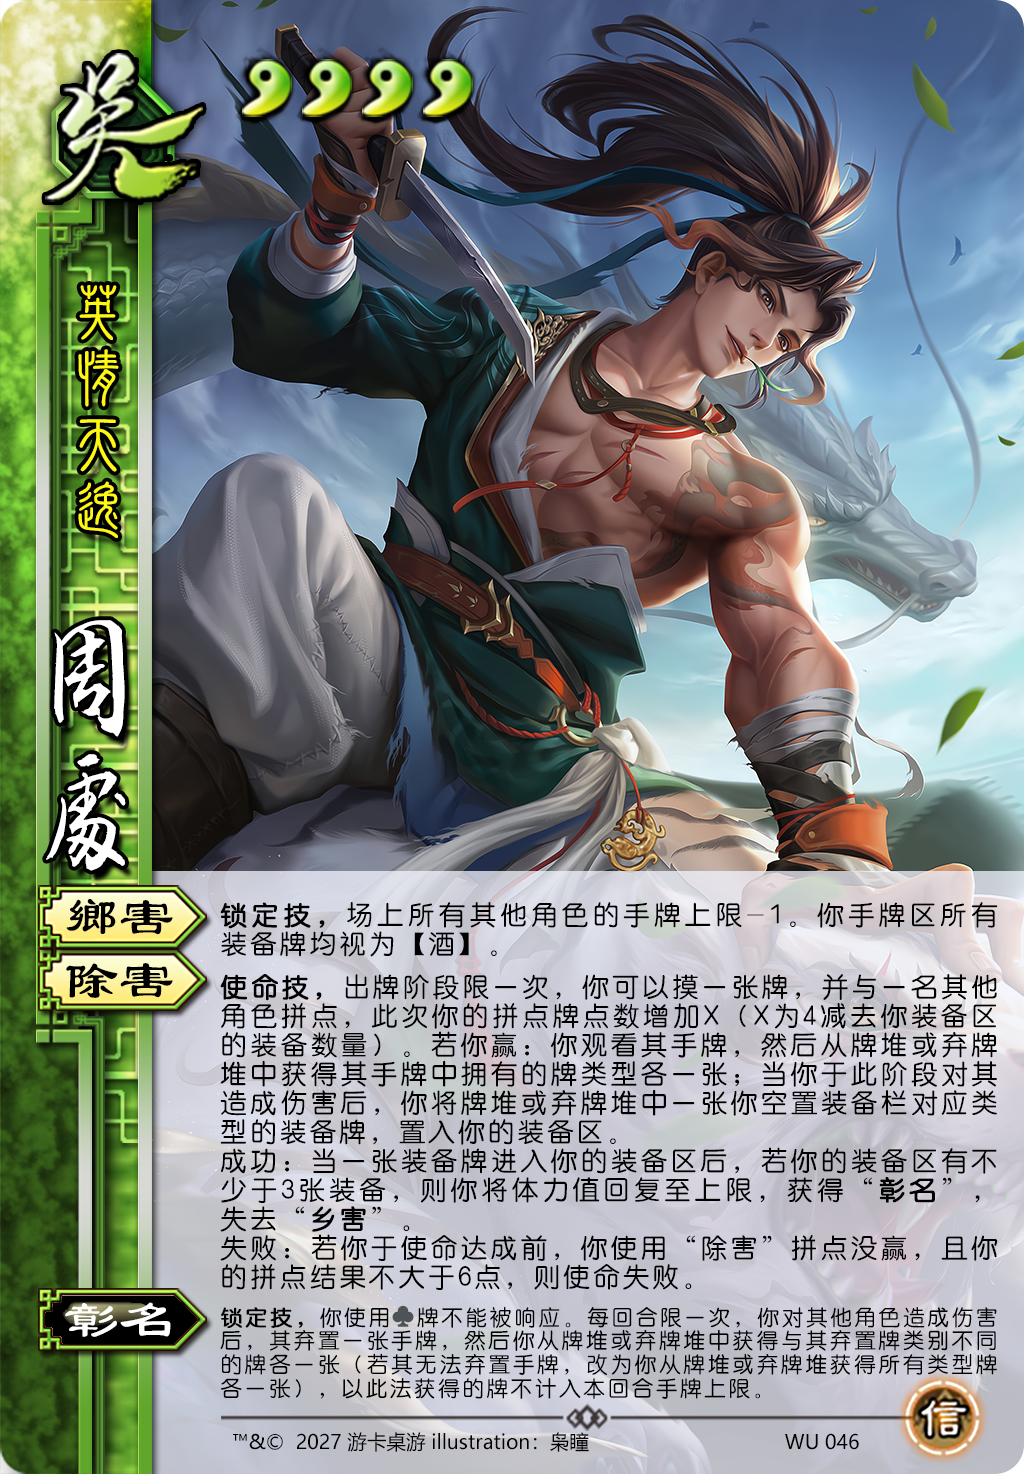 吴
英情天逸
周處
鄉害
锁定技，场上所有其他角色的手牌上限-1。你手牌区所有
装备牌均视为【酒】。
除害
使命技，出牌阶段限一次，你可以摸一张牌，并与一名其他
角色拼点，此次你的拼点牌点数增加X（X为4减去你装备区
的装备数量）。若你赢：你观看其手牌，然后从牌堆或弃牌
堆中获得其手牌中拥有的牌类型各一张；当你于此阶段对其
造成伤害后，你将牌堆或弃牌堆中一张你空置装备栏对应类
型的装备牌，置入你的装备区。
成功：当一张装备牌进入你的装备区后，若你的装备区有不
少于3张装备，则你将体力值回复至上限，获得“彰名”，
失去“乡害”。
失败：若你于使命达成前，你使用“除害”拼点没赢，且你
的拼点结果不大于6点，则使命失败。
彰名
锁定技，你使用♣牌不能被响应。每回合限一次，你对其他角色造成伤害
后，其弃置一张手牌，然后你从牌堆或弃牌堆中获得与其弃置牌类别不同
的牌各一张（若其无法弃置手牌，改为你从牌堆或弃牌堆获得所有类型牌
各一张），以此法获得的牌不计入本回合手牌上限。
™&© 2027 游卡桌游 illustration：枭瞳
WU 046
信